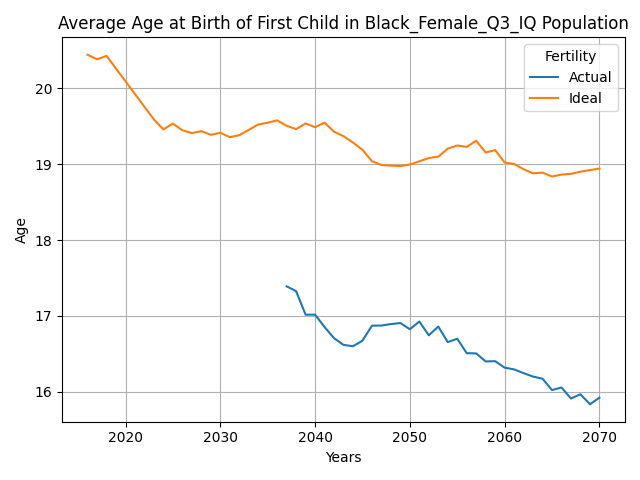 Average Age at Birth of First Child in Black_Female_Q3_IQ Population
Fertility
Actual
Ideal
Age
20
19
18
17
16
2020 2030 2040 2050 2060 2070
Years